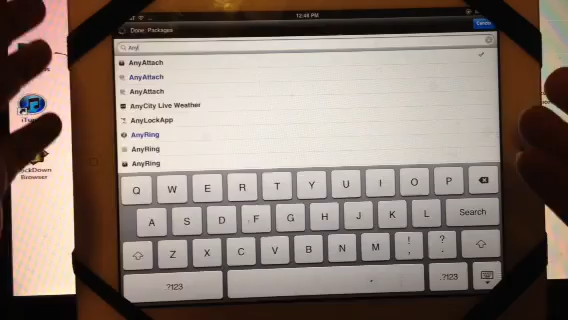 12:48 PM
Done: Packages
Cancel
Any
AnyAttach
AnyAttach
AnyAttach
AnyCity Live Weather
AnyLockApp
AnyRing
AnyRing
AnyRing
Q W E R T Y U I O P
A S D F G H J K L Search
Z X C V B N M ! , ? .
.?123 .?123
Browser